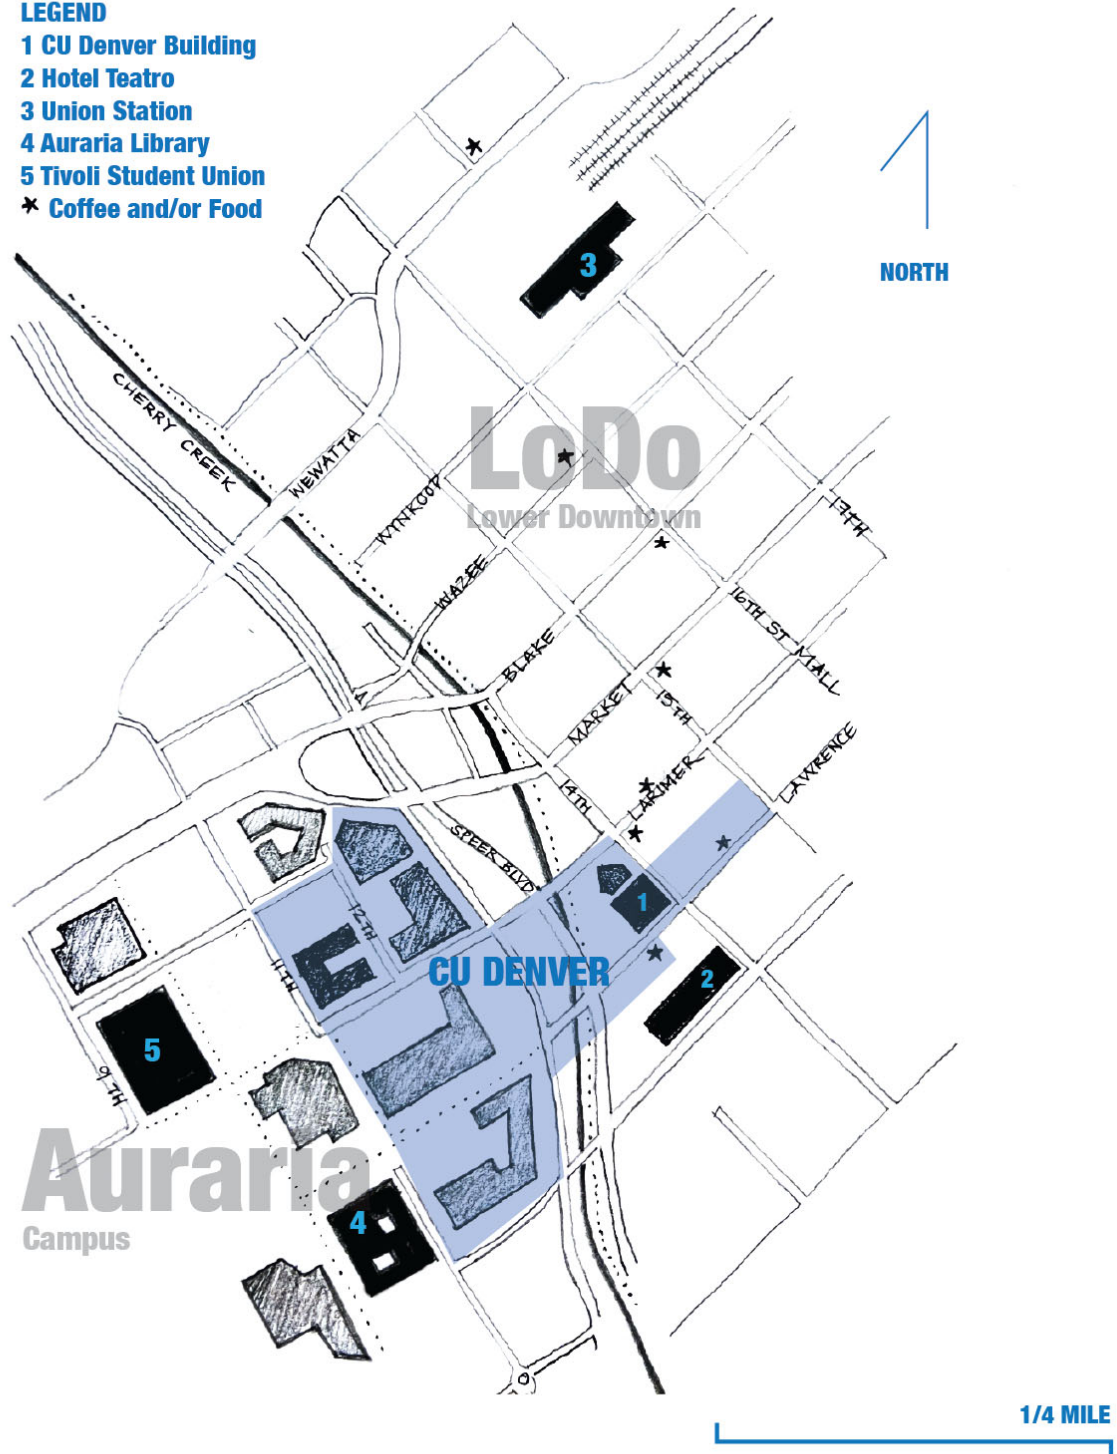 LEGEND
1 CU Denver Building
2 Hotel Teatro
3 Union Station
4 Auraria Library
5 Tivoli Student Union
Coffee and/or Food
NORTH
3
CHERRY CREEK
WEWATTA
WYNKOOP
LoDo
Lower Downtown
17TH
WAZEE
16TH ST MALL
BLAKE
15TH
MARKET
LAWRENCE
LARIMER
14TH
SPEER BLVD
1
12TH
CU DENVER
2
11TH
5
9TH
Auraria
Campus
4
1/4 MILE